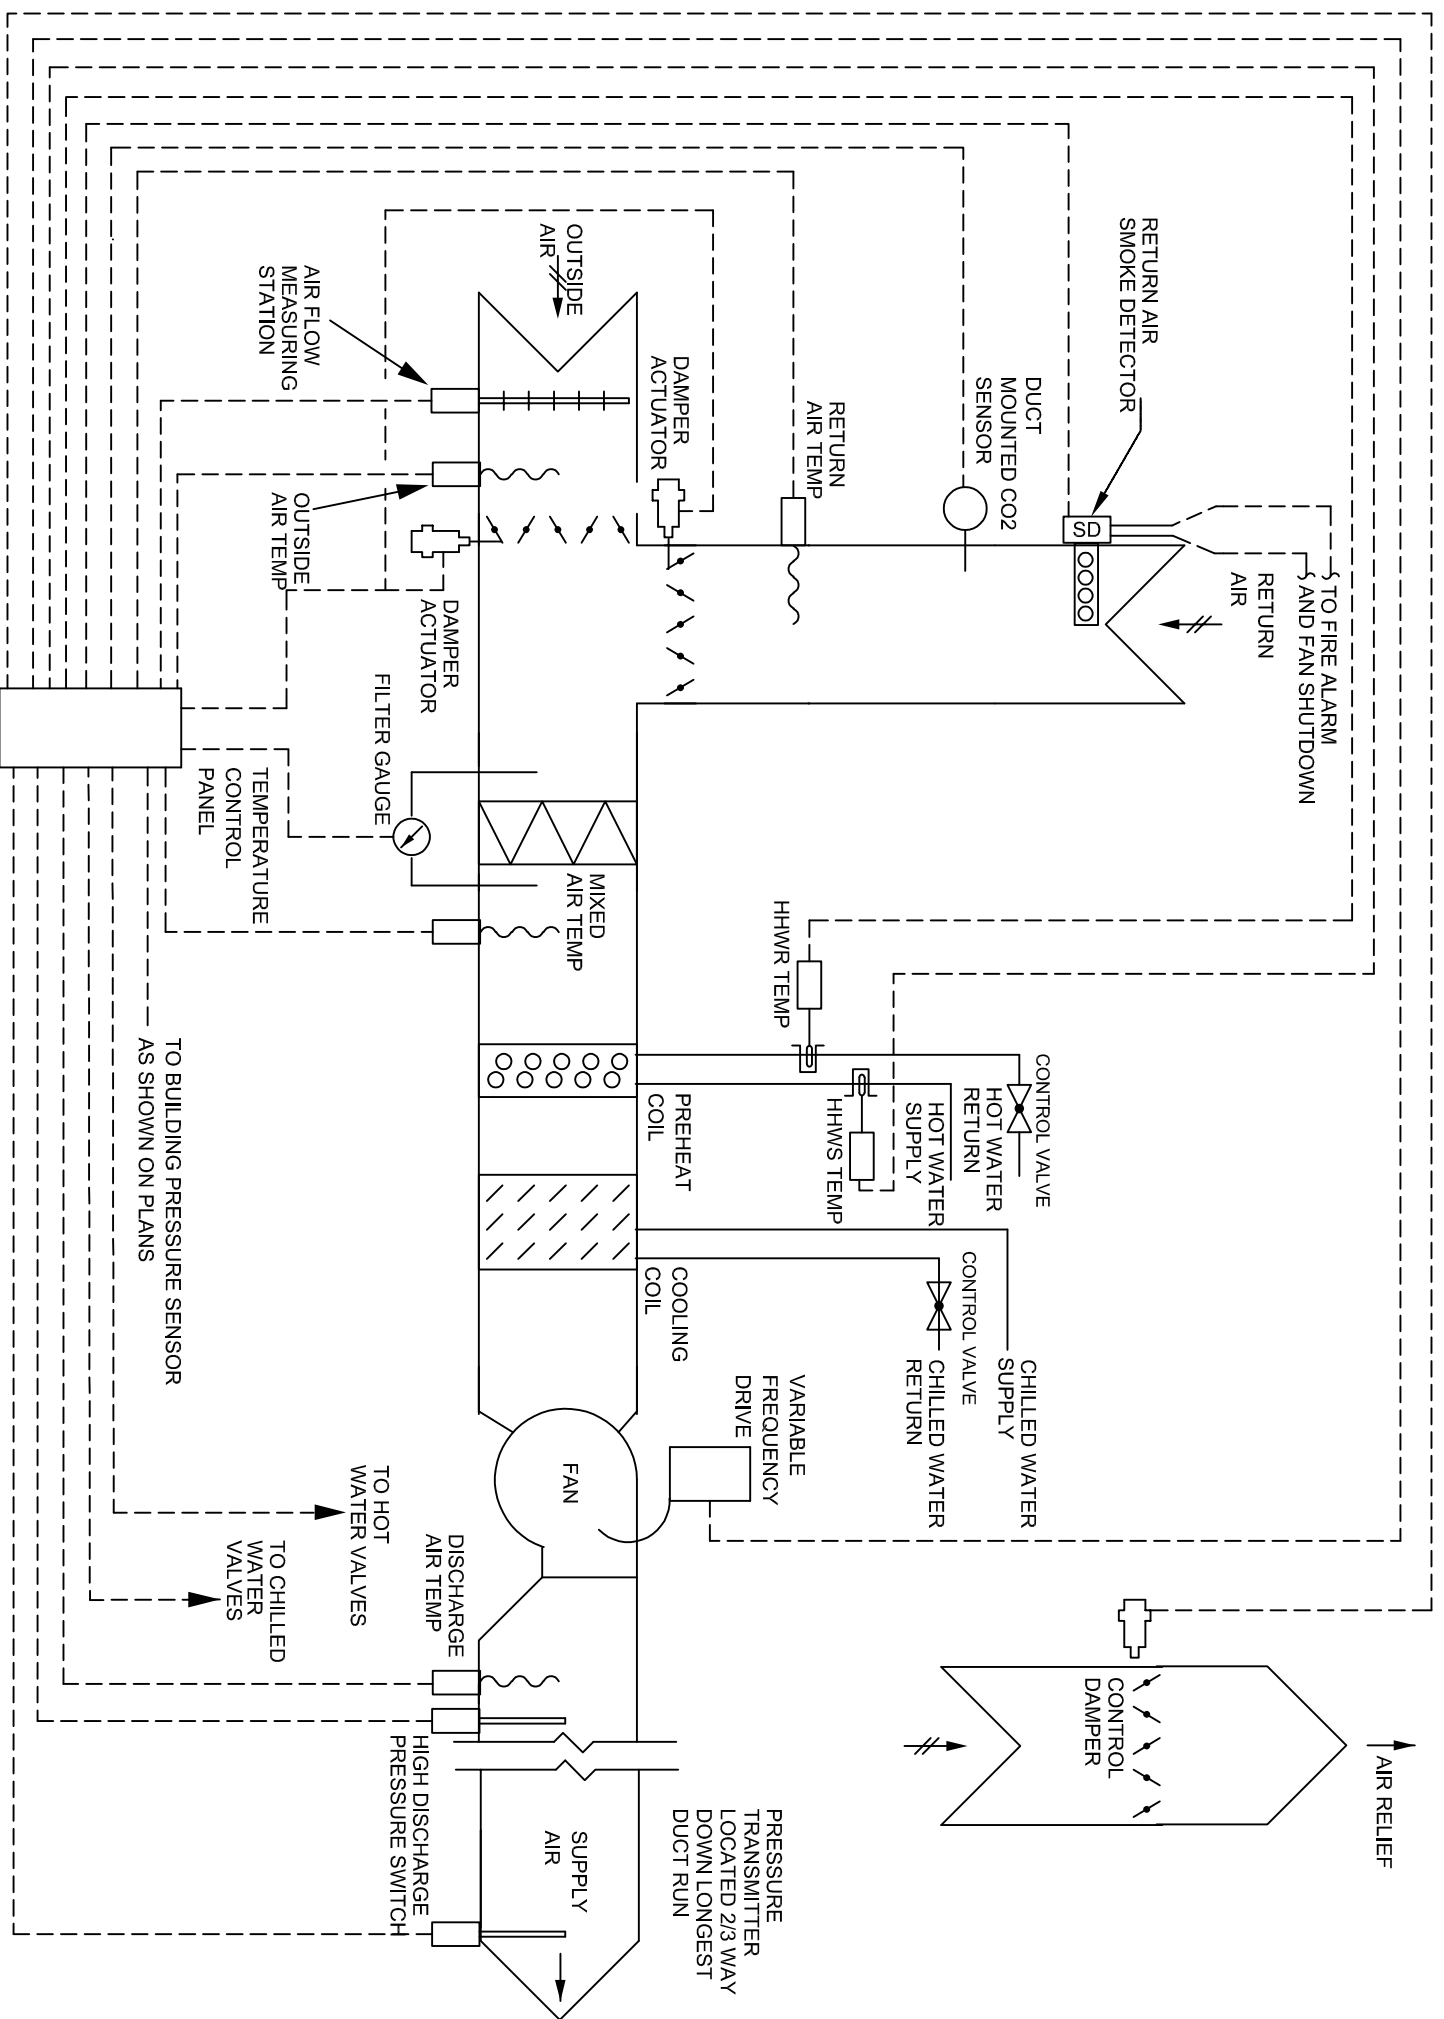 AIR RELIEF
CONTROL
DAMPER
TO FIRE ALARM
AND FAN SHUTDOWN
RETURN
AIR
RETURN AIR
SMOKE DETECTOR
SD
DUCT
MOUNTED CO2
SENSOR
RETURN
AIR TEMP
DAMPER
ACTUATOR
OUTSIDE
AIR
AIR FLOW
MEASURING
STATION
OUTSIDE
AIR TEMP
DAMPER
ACTUATOR
FILTER GAUGE
MIXED
AIR TEMP
HHWR TEMP
HHWS TEMP
CONTROL VALVE
HOT WATER
RETURN
HOT WATER
SUPPLY
PREHEAT
COIL
CONTROL VALVE
CHILLED WATER
SUPPLY
CHILLED WATER
RETURN
COOLING
COIL
VARIABLE
FREQUENCY
DRIVE
FAN
PRESSURE
TRANSMITTER
LOCATED 2/3 WAY
DOWN LONGEST
DUCT RUN
SUPPLY
AIR
DISCHARGE
AIR TEMP
HIGH DISCHARGE
PRESSURE SWITCH
TO HOT
WATER VALVES
TO CHILLED
WATER
VALVES
TEMPERATURE
CONTROL
PANEL
TO BUILDING PRESSURE SENSOR
AS SHOWN ON PLANS